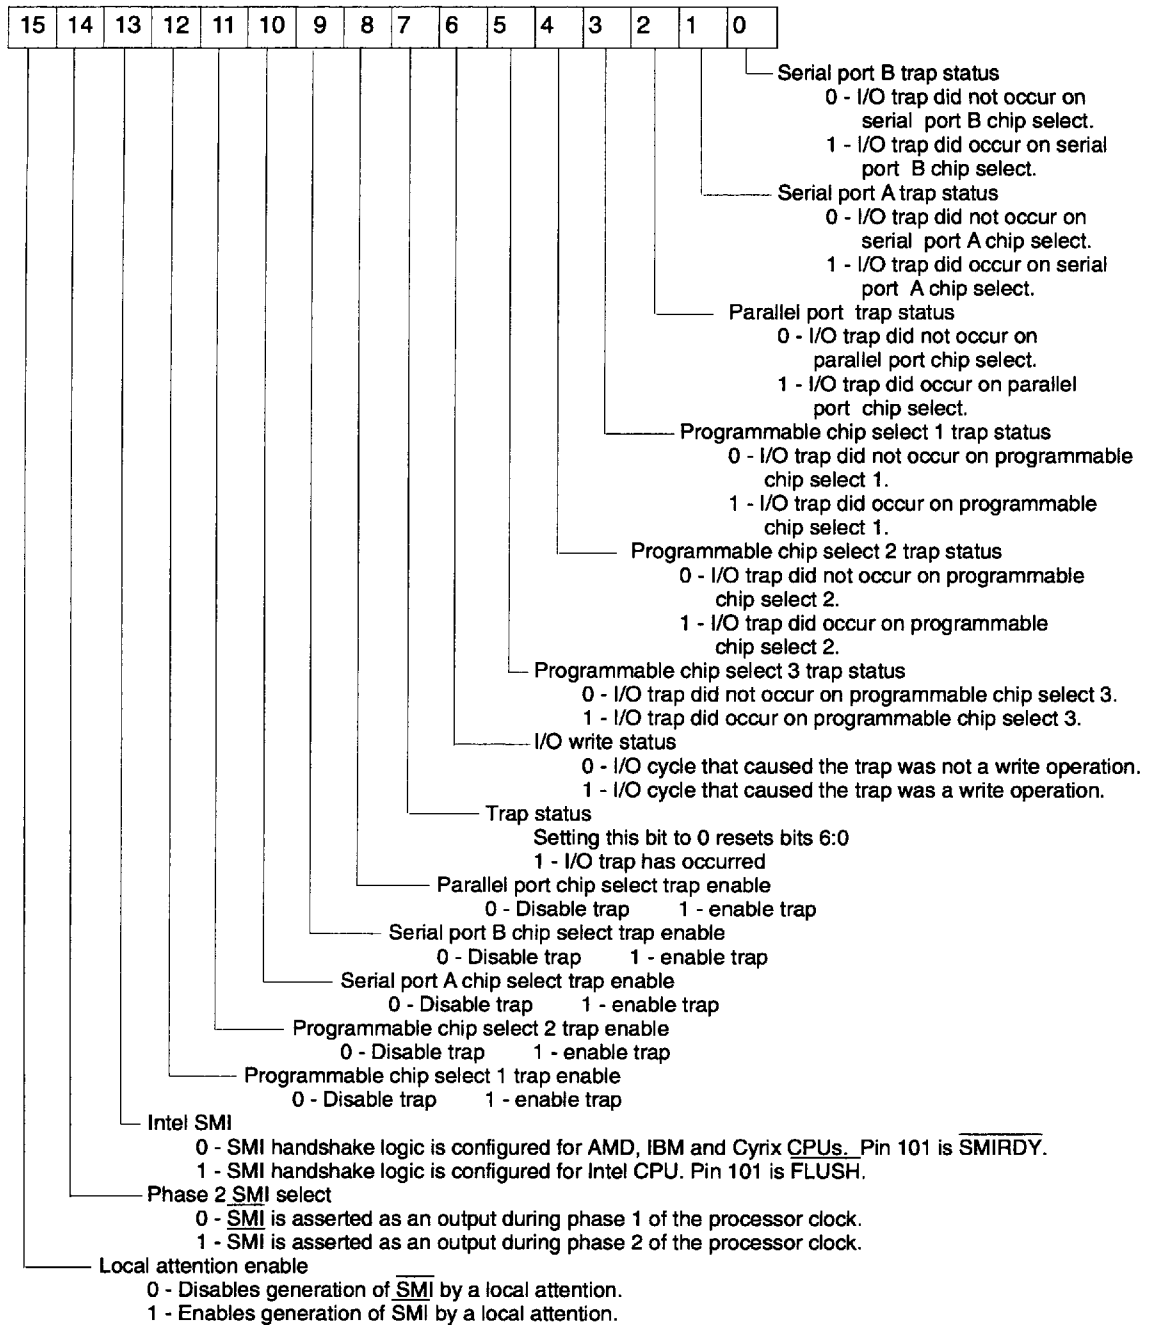 15 14 13 12 11 10 9 8 7 6 5 4 3 2 1 0
Serial port B trap status
0 - I/O trap did not occur on
serial port B chip select.
1 - I/O trap did occur on serial
port B chip select.
Serial port A trap status
0 - I/O trap did not occur on
serial port A chip select.
1 - I/O trap did occur on serial
port A chip select.
Parallel port trap status
0 - I/O trap did not occur on
parallel port chip select.
1 - I/O trap did occur on parallel
port chip select.
Programmable chip select 1 trap status
0 - I/O trap did not occur on programmable
chip select 1.
1 - I/O trap did occur on programmable
chip select 1.
Programmable chip select 2 trap status
0 - I/O trap did not occur on programmable
chip select 2.
1 - I/O trap did occur on programmable
chip select 2.
Programmable chip select 3 trap status
0 - I/O trap did not occur on programmable chip select 3.
1 - I/O trap did occur on programmable chip select 3.
I/O write status
0 - I/O cycle that caused the trap was not a write operation.
1 - I/O cycle that caused the trap was a write operation.
Trap status
Setting this bit to 0 resets bits 6:0
1 - I/O trap has occurred
Parallel port chip select trap enable
0 - Disable trap 1 - enable trap
Serial port B chip select trap enable
0 - Disable trap 1 - enable trap
Serial port A chip select trap enable
0 - Disable trap 1 - enable trap
Programmable chip select 2 trap enable
0 - Disable trap 1 - enable trap
Programmable chip select 1 trap enable
0 - Disable trap 1 - enable trap
Intel SMI
0 - SMI handshake logic is configured for AMD, IBM and Cyrix CPUs. Pin 101 is SMIRDY.
1 - SMI handshake logic is configured for Intel CPU. Pin 101 is FLUSH.
Phase 2 SMI select
0 - SMI is asserted as an output during phase 1 of the processor clock.
1 - SMI is asserted as an output during phase 2 of the processor clock.
Local attention enable
0 - Disables generation of SMI by a local attention.
1 - Enables generation of SMI by a local attention.